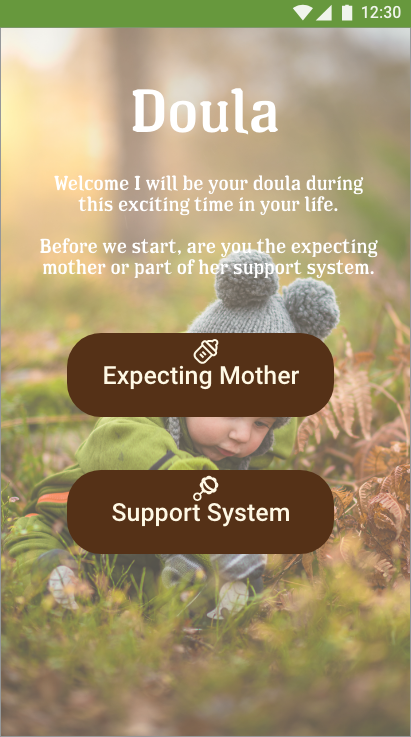 12:30
Doula
Welcome I will be your doula during
this exciting time in your life.
Before we start, are you the expecting
mother or part of her support system.
Expecting Mother
Support System